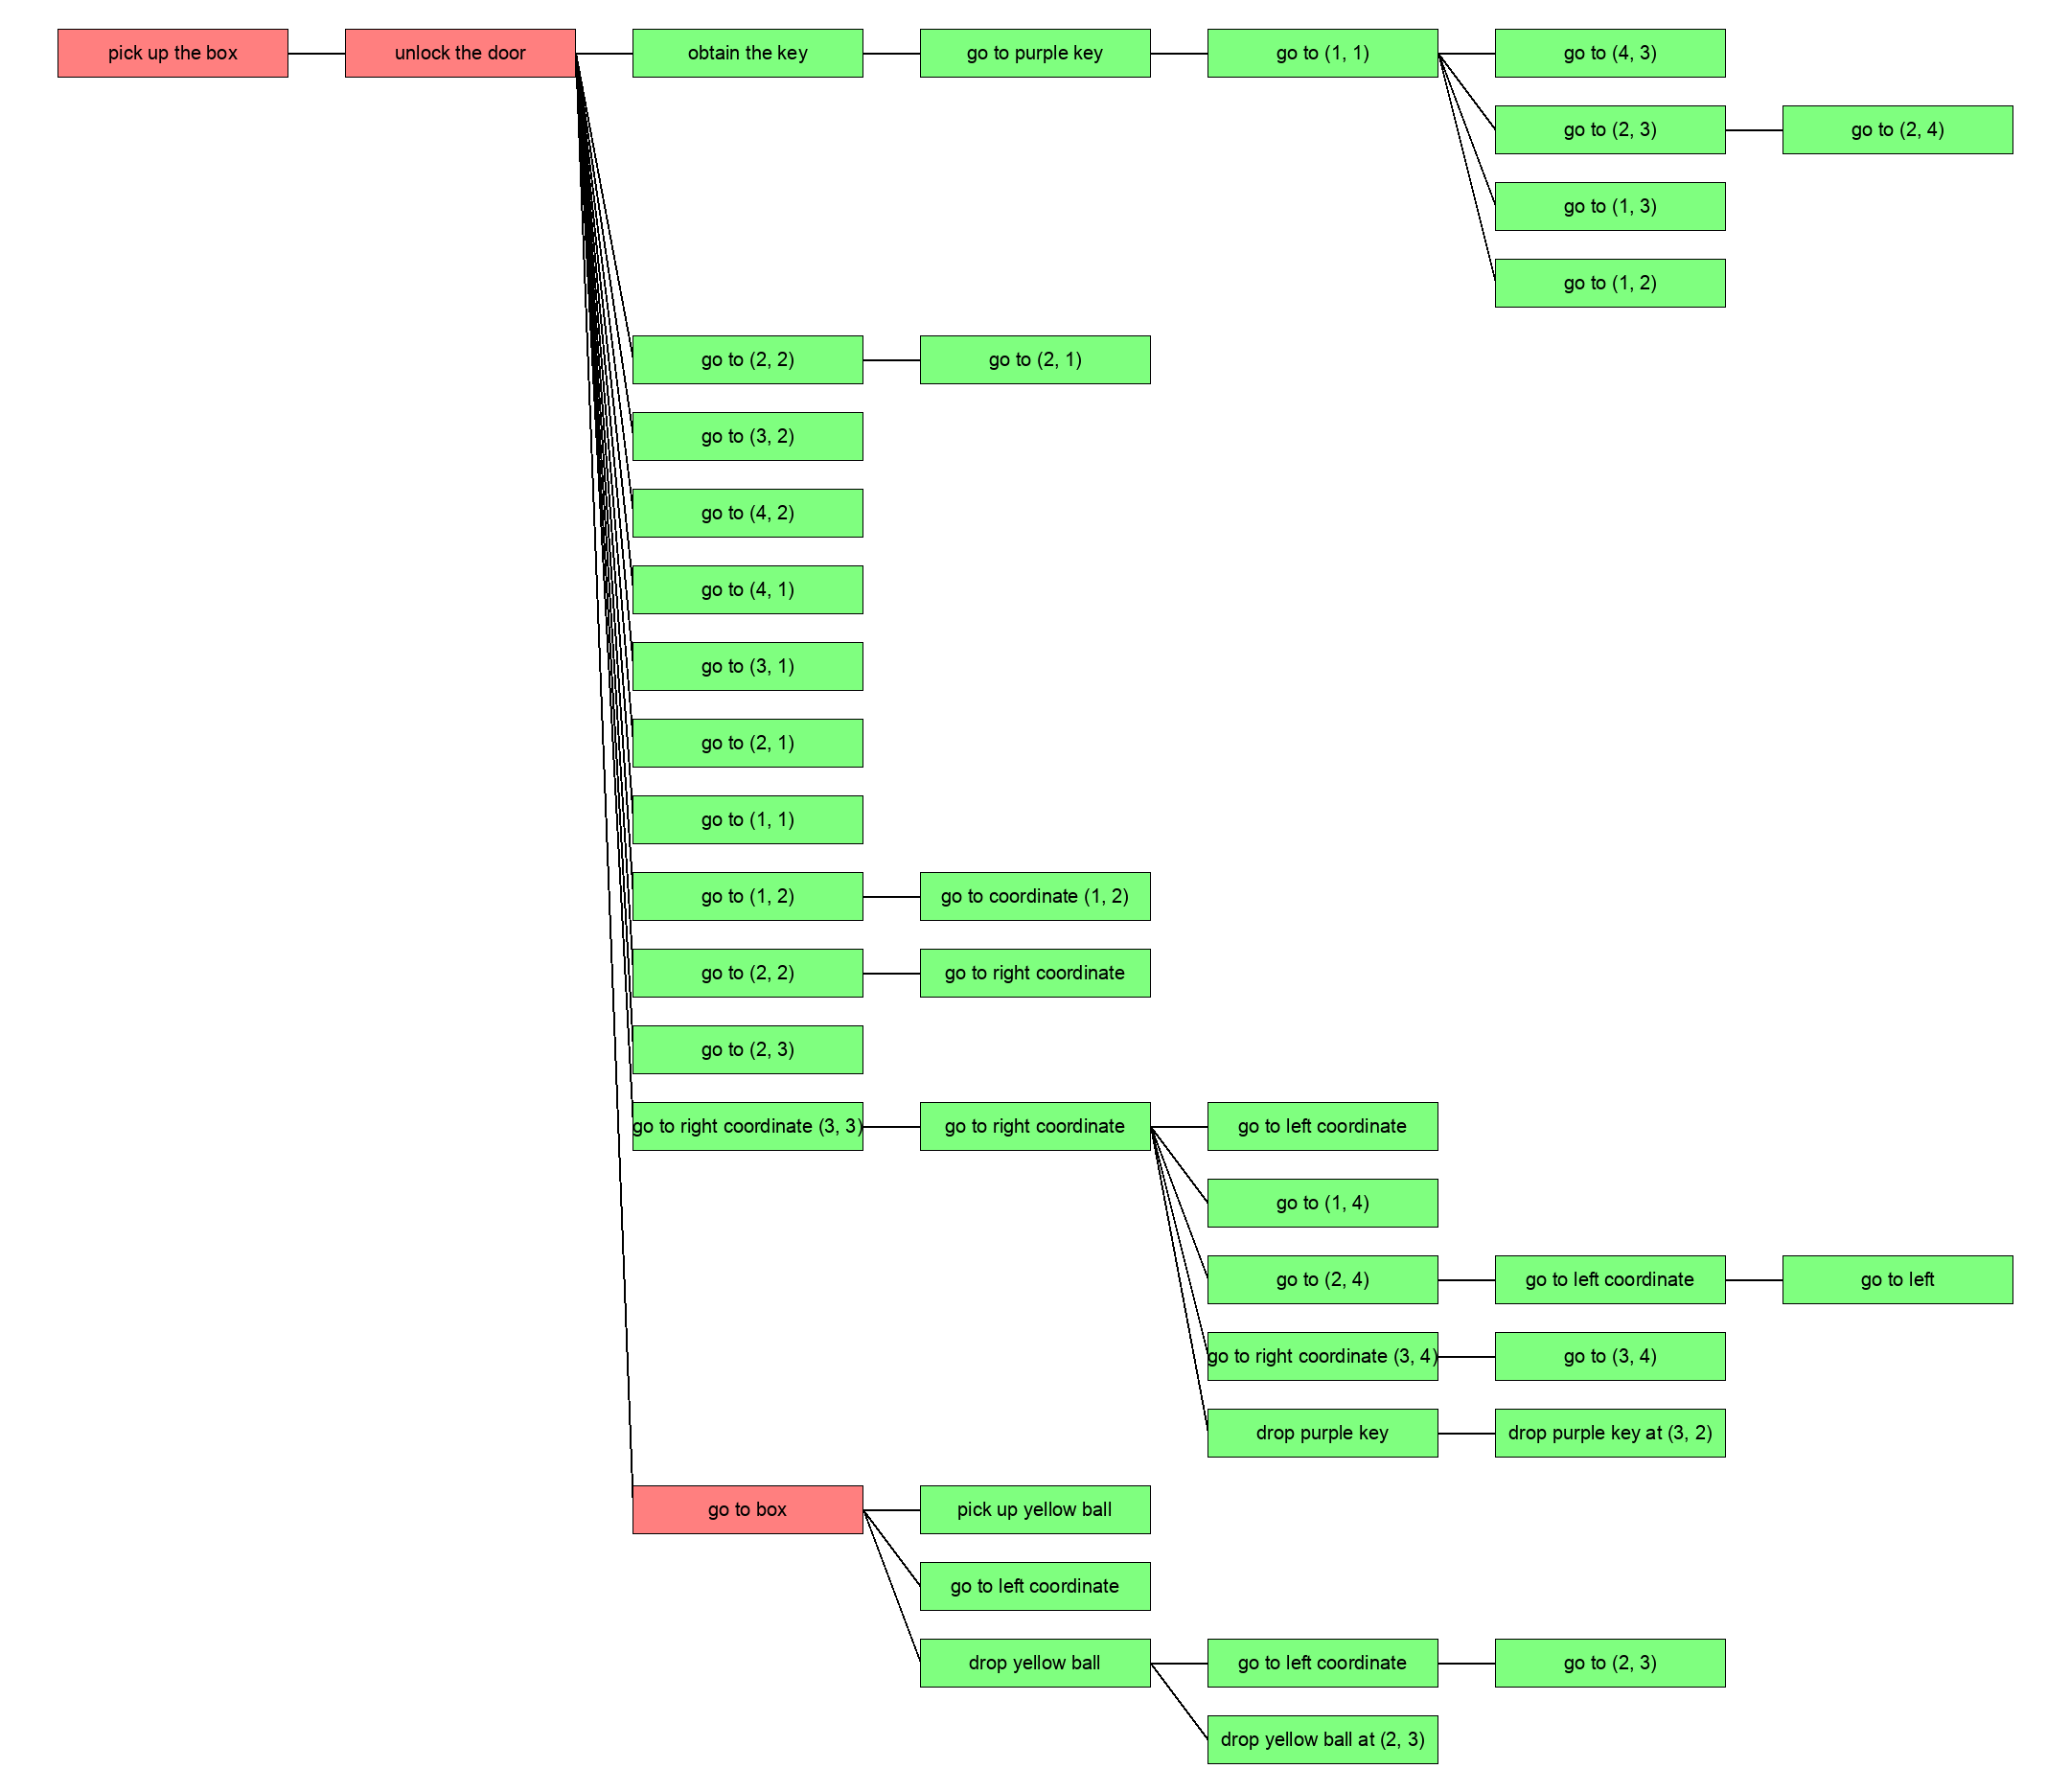 pick up the box
unlock the door
obtain the key
go to purple key
go to (1, 1)
go to (4, 3)
go to (2, 3)
go to (2, 4)
go to (1, 3)
go to (1, 2)
go to (2, 2)
go to (2, 1)
go to (3, 2)
go to (4, 2)
go to (4, 1)
go to (3, 1)
go to (2, 1)
go to (1, 1)
go to (1, 2)
go to coordinate (1, 2)
go to (2, 2)
go to right coordinate
go to (2, 3)
go to right coordinate (3, 3)
go to right coordinate
go to left coordinate
go to (1, 4)
go to (2, 4)
go to left coordinate
go to left
go to right coordinate (3, 4)
go to (3, 4)
drop purple key
drop purple key at (3, 2)
go to box
pick up yellow ball
go to left coordinate
drop yellow ball
go to left coordinate
go to (2, 3)
drop yellow ball at (2, 3)